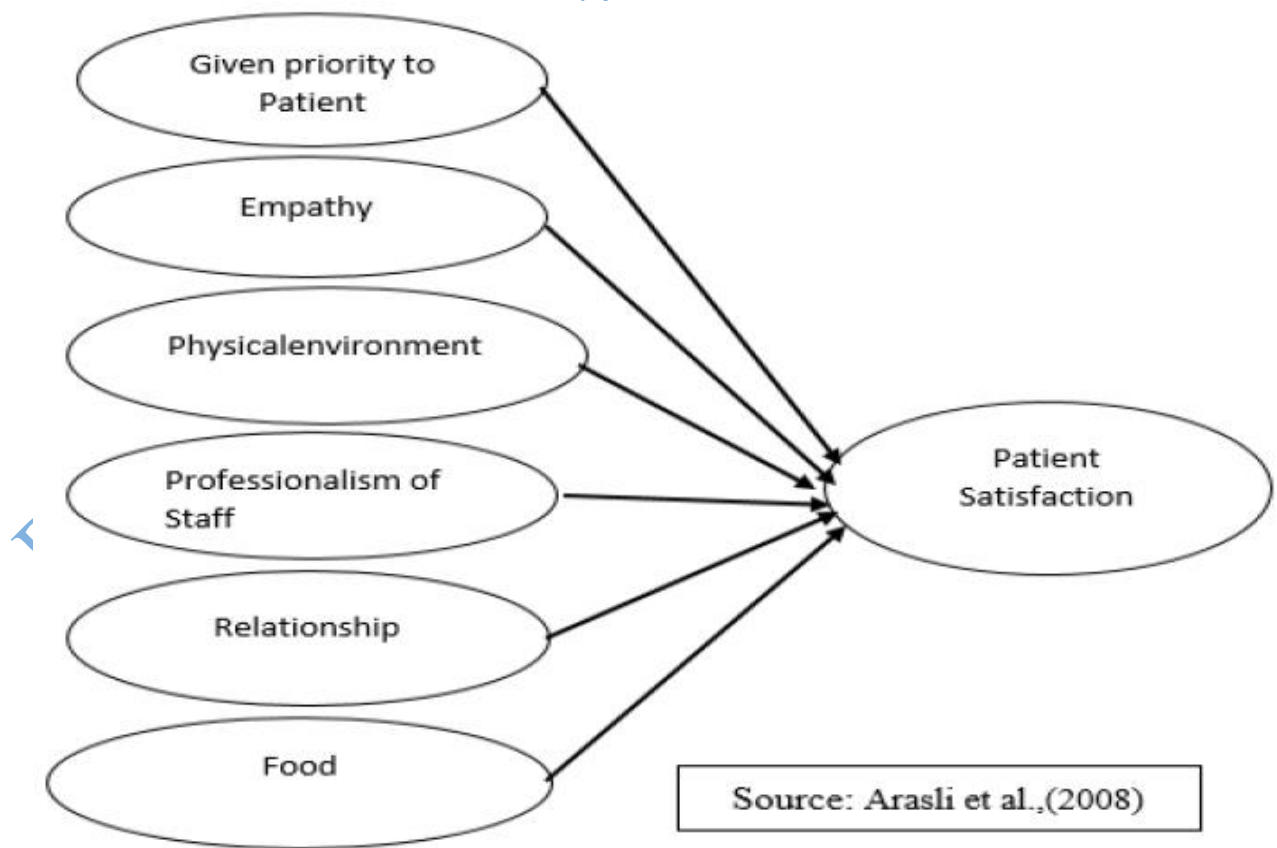 Given priority to
Patient
Empathy
Physicalenvironment
Professionalism of
Staff
Relationship
Food
Patient
Satisfaction
Source: Arasli et al.,(2008)